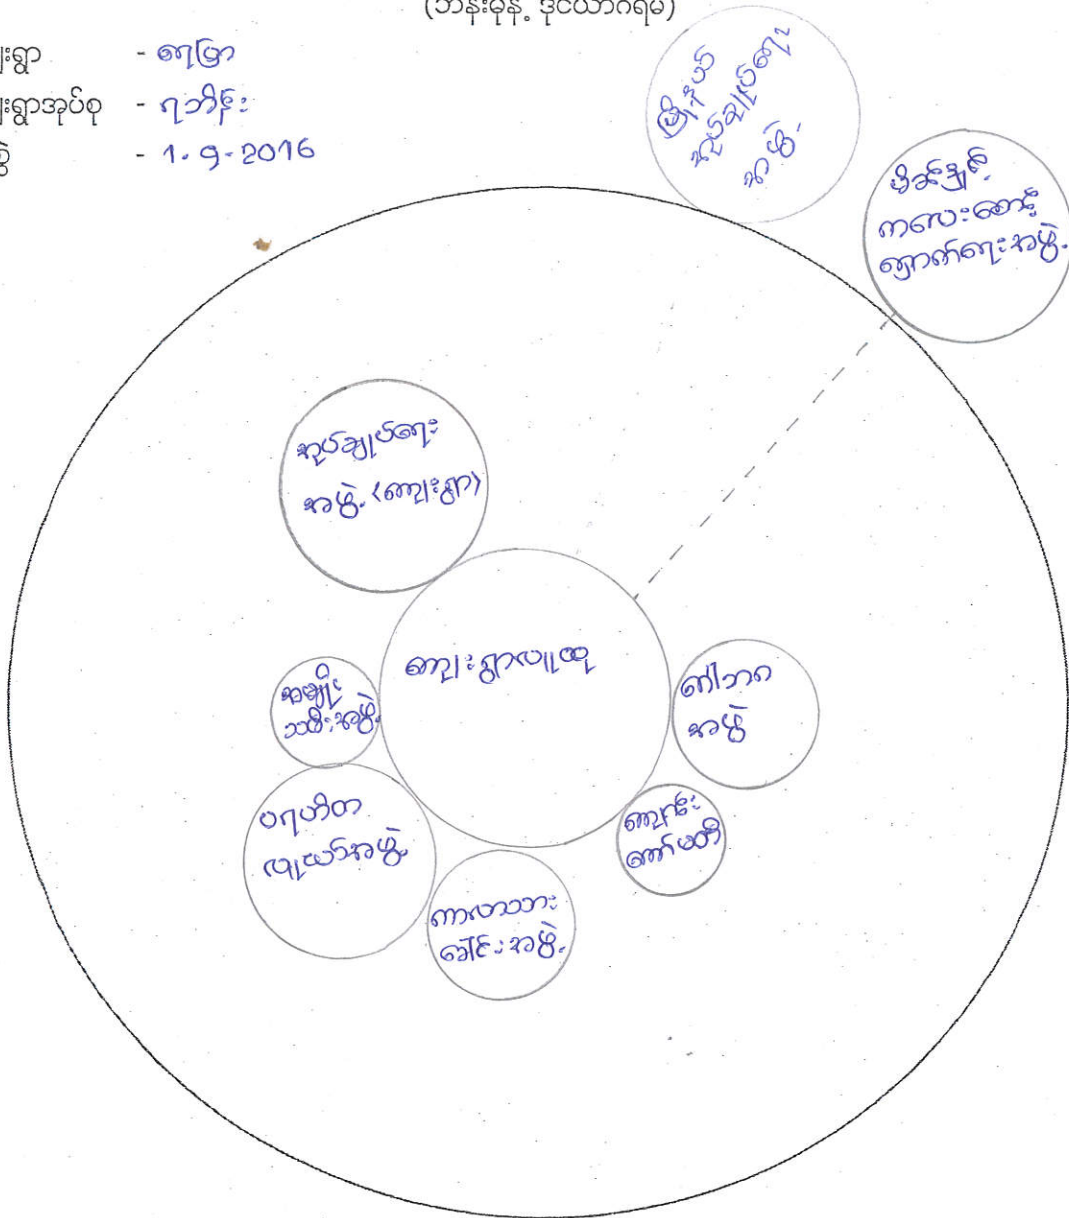 (ဘန်းမုန့် ဒိုင်ယာဂရမ်)
းရွာ - ရေပြာ
းရွာအုပ်စု - ရဘိန်း
- 1.9.2016
မြို့နယ်
အုပ်ချုပ်ရေး
အဖွဲ့
မိခင်နှင့်
ကလေးစောင့်
ရှောက်ရေးအဖွဲ့
အုပ်ချုပ်ရေး
အဖွဲ့ (ကျေးရွာ)
ကျေးရွာလူထု
အမျိုး
သမီးအဖွဲ့
ဂေါပက
အဖွဲ့
ပရဟိတ
လူငယ်အဖွဲ့
ကျောင်း
ကော်မတီ
ကာလသား
ခေါင်းအဖွဲ့